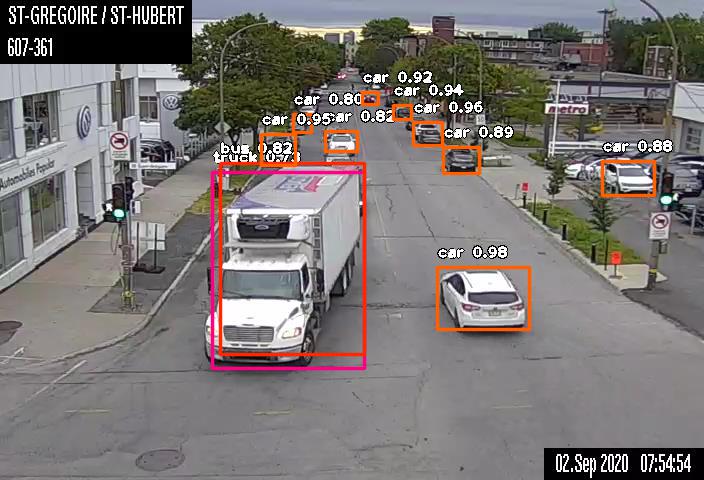 ST-GREGOIRE / ST-HUBERT
607-361
car 0.92
car 0.94
car 0.80
car 0.96
car 0.95
car 0.82
car 0.89
bus 0.82
truck 0.73
car 0.88
metro
Automobiles Popular
car 0.98
02.Sep 2020 07:54:54